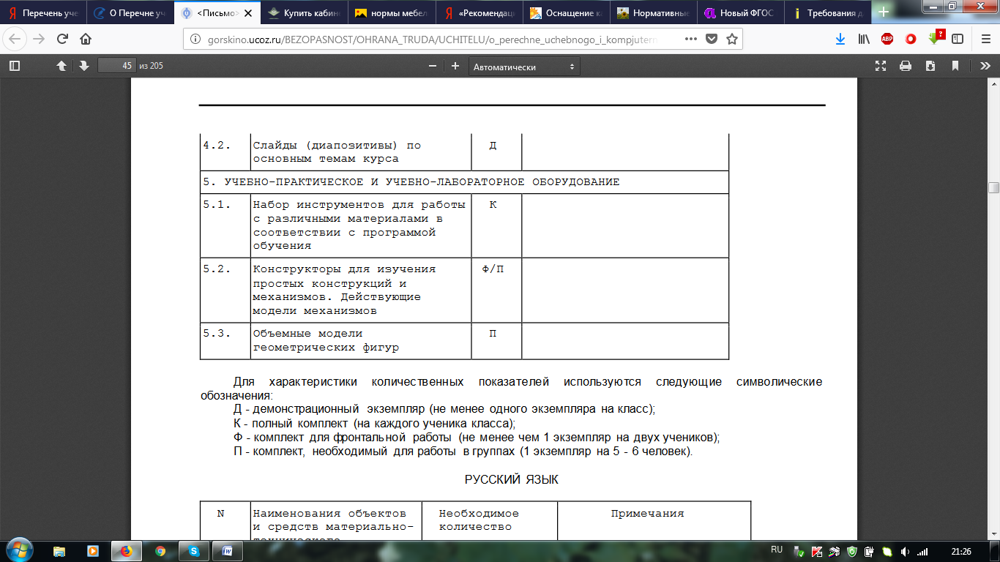 Перечень уч
О Перечне уч
<Письмо>
Купить кабин
нормы мебел
«Рекомендац
Оснащение ка
Нормативные
Новый ФГОС
Требования д
gorskino.ucoz.ru/BEZOPASNOST/OHRANA_TRUDA/UCHITELU/o_perechne_uchebnogo_i_kompjutern
ABP
?
45 из 205
Автоматически
4.2. Слайды (диапозитивы) по Д
основным темам курса
5. УЧЕБНО-ПРАКТИЧЕСКОЕ И УЧЕБНО-ЛАБОРАТОРНОЕ ОБОРУДОВАНИЕ
5.1. Набор инструментов для работы К
с различными материалами в
соответствии с программой
обучения
5.2. Конструкторы для изучения Ф/П
простых конструкций и
механизмов. Действующие
модели механизмов
5.3. Объемные модели П
геометрических фигур
Для характеристики количественных показателей используются следующие символические
обозначения:
Д - демонстрационный экземпляр (не менее одного экземпляра на класс);
К - полный комплект (на каждого ученика класса);
Ф - комплект для фронтальной работы (не менее чем 1 экземпляр на двух учеников);
П - комплект, необходимый для работы в группах (1 экземпляр на 5 - 6 человек).
РУССКИЙ ЯЗЫК
N Наименования объектов Необходимое Примечания
и средств материально- количество
технического
RU 21:26